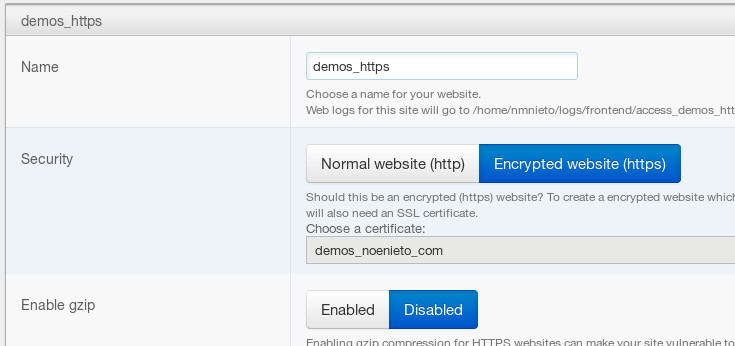 demos_https
Name
demos_https
Choose a name for your website.
Web logs for this site will go to /home/nmnieto/logs/frontend/access_demos_htt
Security
Normal website (http)
Encrypted website (https)
Should this be an encrypted (https) website? To create a encrypted website which
will also need an SSL certificate.
Choose a certificate:
demos_noenieto_com
Enable gzip
Enabled
Disabled
Enabling gzip compression for HTTPS websites can make your site vulnerable to